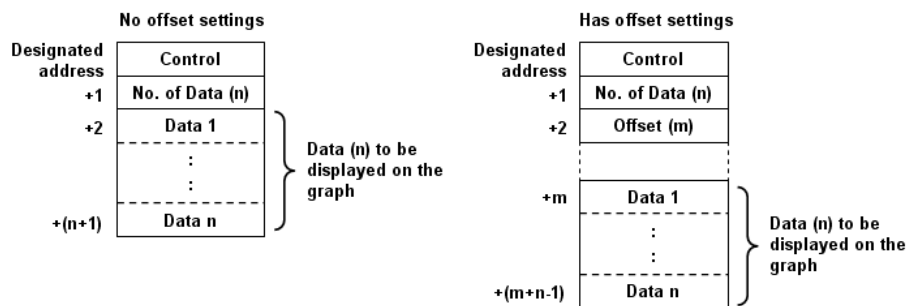 No offset settings
Designated
address
Control
+1
No. of Data (n)
+2
Data 1
:
:
+(n+1)
Data n
Data (n) to be
displayed on the
graph
Has offset settings
Designated
address
Control
+1
No. of Data (n)
+2
Offset (m)
+m
Data 1
:
:
+(m+n-1)
Data n
Data (n) to be
displayed on the
graph